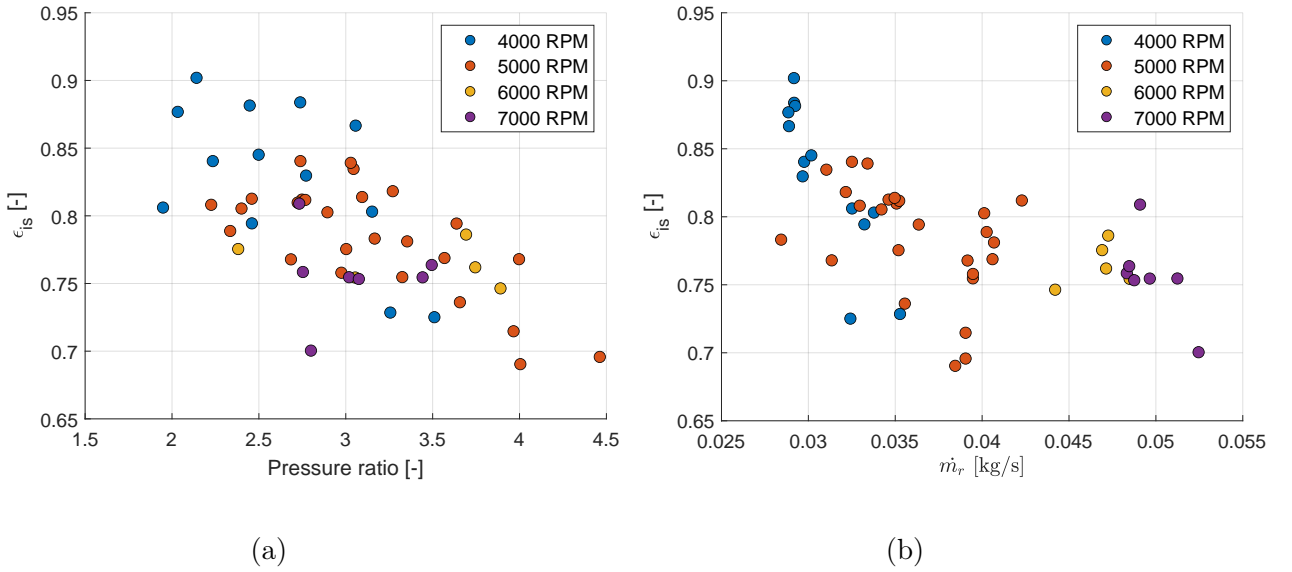 0.95
0.9
0.85
0.8
0.75
0.7
0.65
ϵis [-]
1.5 2 2.5 3 3.5 4 4.5
Pressure ratio [-]
4000 RPM
5000 RPM
6000 RPM
7000 RPM
(a)
0.95
0.9
0.85
0.8
0.75
0.7
0.65
ϵis [-]
0.025 0.03 0.035 0.04 0.045 0.05 0.055
ṁr [kg/s]
4000 RPM
5000 RPM
6000 RPM
7000 RPM
(b)